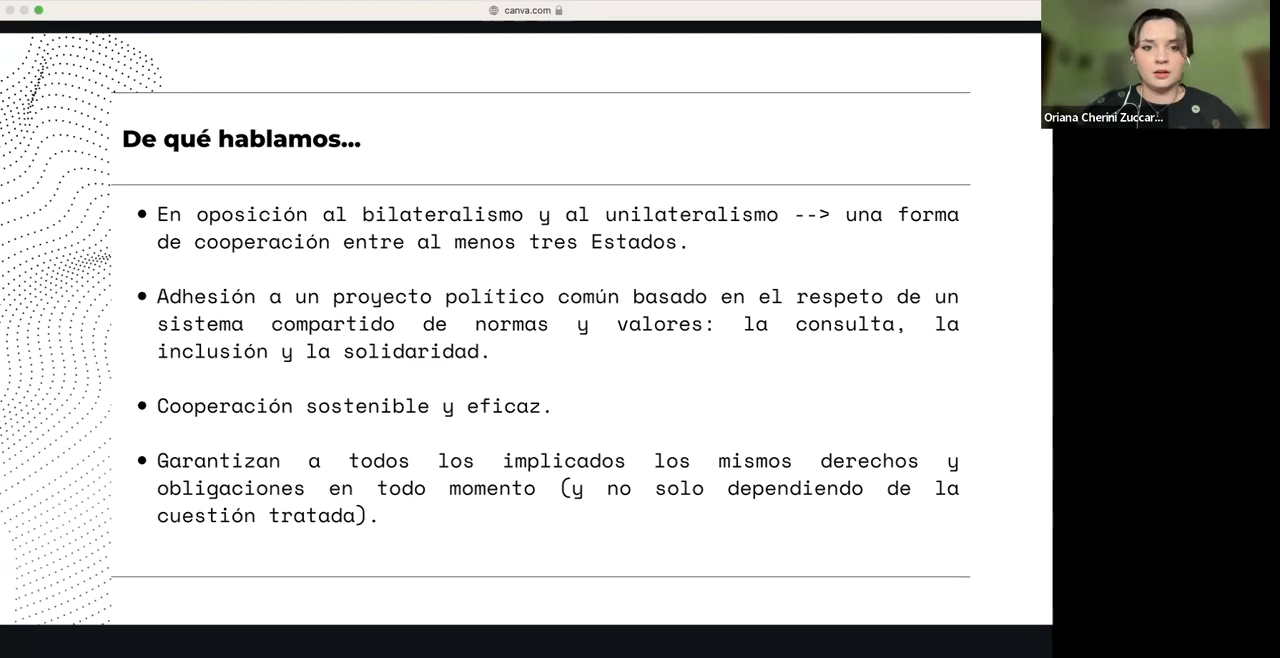 canva.com
Oriana Cherini Zuccar...
De qué hablamos...
• En oposición al bilateralismo y al unilateralismo --> una forma
de cooperación entre al menos tres Estados.
• Adhesión a un proyecto político común basado en el respeto de un
sistema compartido de normas y valores: la consulta, la
inclusión y la solidaridad.
• Cooperación sostenible y eficaz.
• Garantizan a todos los implicados los mismos derechos y
obligaciones en todo momento (y no solo dependiendo de la
cuestión tratada).